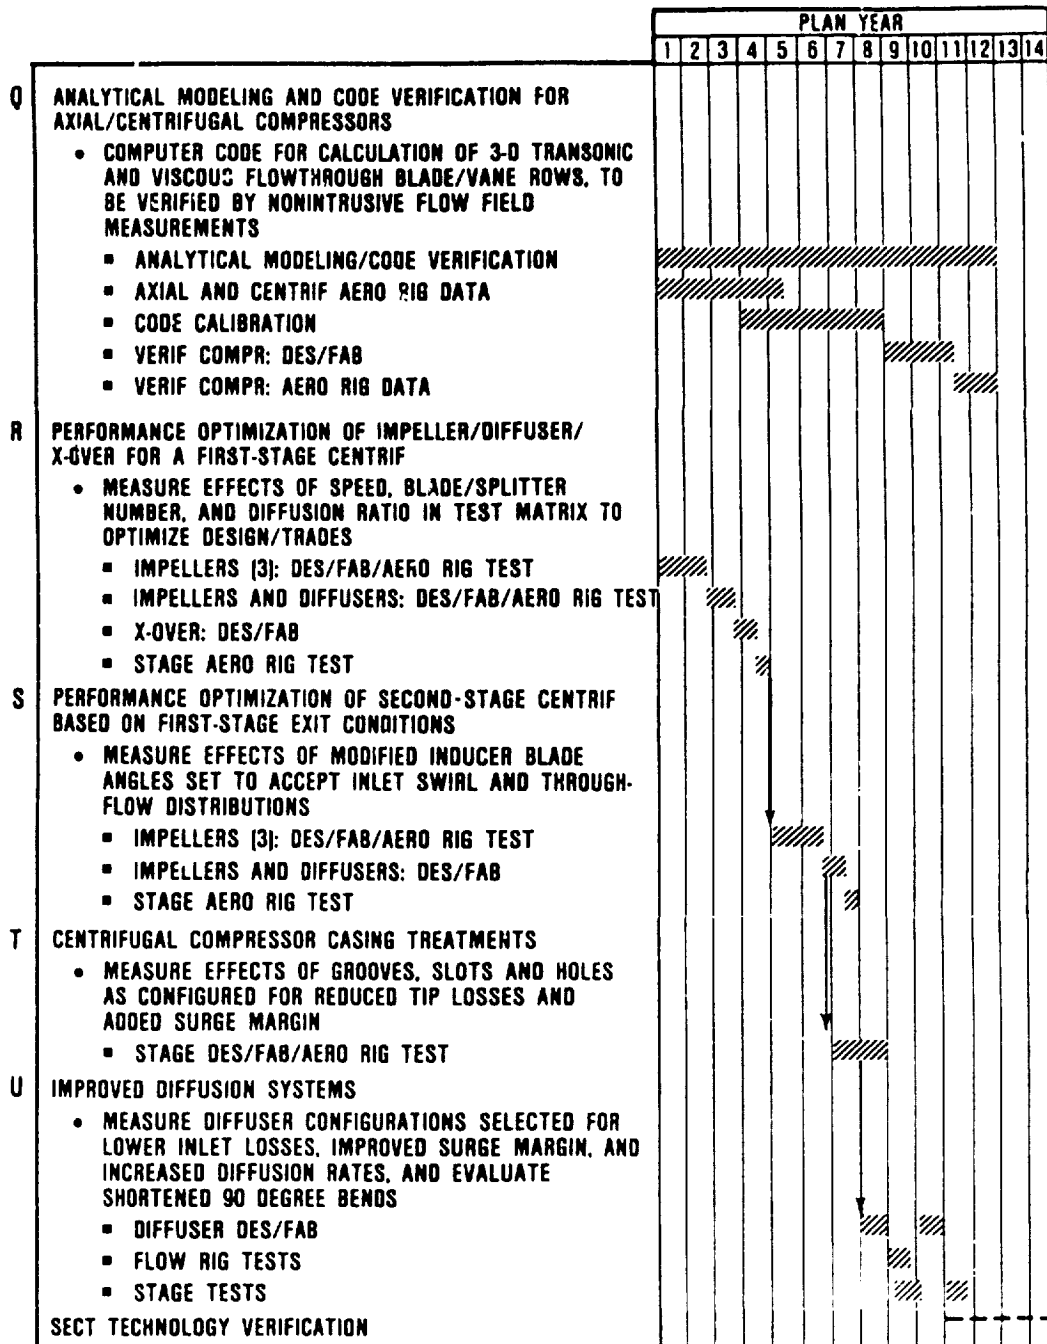 PLAN YEAR
1 2 3 4 5 6 7 8 9 10 11 12 13 14
Q ANALYTICAL MODELING AND CODE VERIFICATION FOR
AXIAL/CENTRIFUGAL COMPRESSORS
• COMPUTER CODE FOR CALCULATION OF 3-D TRANSONIC
AND VISCOUS FLOWTHROUGH BLADE/VANE ROWS, TO
BE VERIFIED BY NONINTRUSIVE FLOW FIELD
MEASUREMENTS
▪ ANALYTICAL MODELING/CODE VERIFICATION
▪ AXIAL AND CENTRIF AERO RIG DATA
▪ CODE CALIBRATION
▪ VERIF COMPR: DES/FAB
▪ VERIF COMPR: AERO RIG DATA
R PERFORMANCE OPTIMIZATION OF IMPELLER/DIFFUSER/
X-OVER FOR A FIRST-STAGE CENTRIF
• MEASURE EFFECTS OF SPEED, BLADE/SPLITTER
NUMBER, AND DIFFUSION RATIO IN TEST MATRIX TO
OPTIMIZE DESIGN/TRADES
▪ IMPELLERS (3): DES/FAB/AERO RIG TEST
▪ IMPELLERS AND DIFFUSERS: DES/FAB/AERO RIG TEST
▪ X-OVER: DES/FAB
▪ STAGE AERO RIG TEST
S PERFORMANCE OPTIMIZATION OF SECOND-STAGE CENTRIF
BASED ON FIRST-STAGE EXIT CONDITIONS
• MEASURE EFFECTS OF MODIFIED INDUCER BLADE
ANGLES SET TO ACCEPT INLET SWIRL AND THROUGH-
FLOW DISTRIBUTIONS
▪ IMPELLERS (3): DES/FAB/AERO RIG TEST
▪ IMPELLERS AND DIFFUSERS: DES/FAB
▪ STAGE AERO RIG TEST
T CENTRIFUGAL COMPRESSOR CASING TREATMENTS
• MEASURE EFFECTS OF GROOVES, SLOTS AND HOLES
AS CONFIGURED FOR REDUCED TIP LOSSES AND
ADDED SURGE MARGIN
▪ STAGE DES/FAB/AERO RIG TEST
U IMPROVED DIFFUSION SYSTEMS
• MEASURE DIFFUSER CONFIGURATIONS SELECTED FOR
LOWER INLET LOSSES, IMPROVED SURGE MARGIN, AND
INCREASED DIFFUSION RATES, AND EVALUATE
SHORTENED 90 DEGREE BENDS
▪ DIFFUSER DES/FAB
▪ FLOW RIG TESTS
▪ STAGE TESTS
SECT TECHNOLOGY VERIFICATION